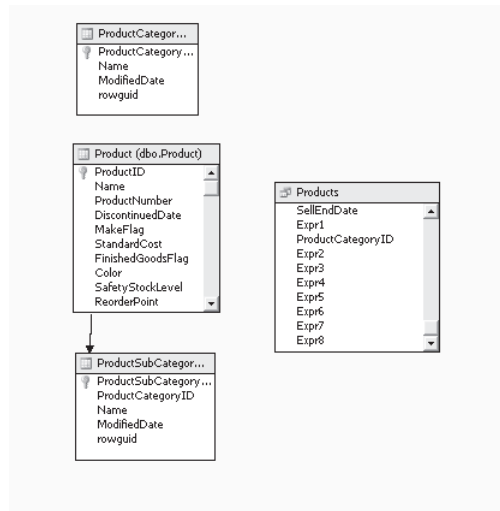 ProductCategor...
ProductCategory...
Name
ModifiedDate
rowguid
Product (dbo.Product)
ProductID
Name
ProductNumber
DiscontinuedDate
MakeFlag
StandardCost
FinishedGoodsFlag
Color
SafetyStockLevel
ReorderPoint
Products
SellEndDate
Expr1
ProductCategoryID
Expr2
Expr3
Expr4
Expr5
Expr6
Expr7
Expr8
ProductSubCategor...
ProductSubCategory...
ProductCategoryID
Name
ModifiedDate
rowguid